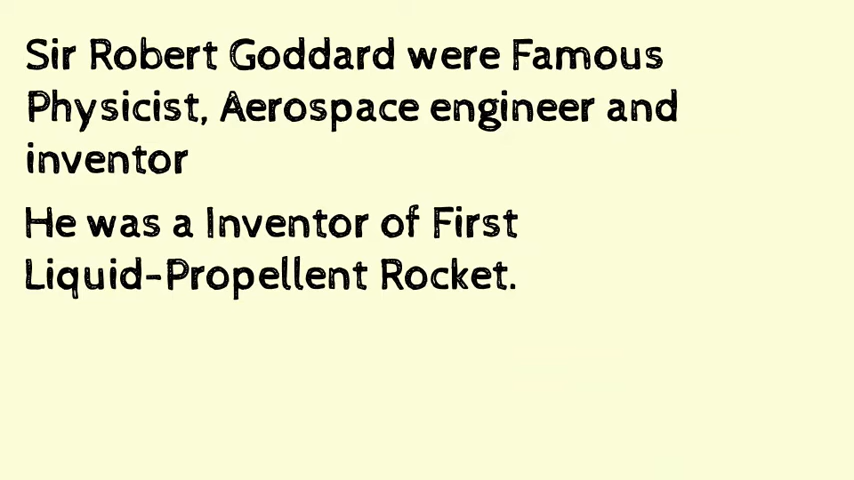 Sir Robert Goddard were Famous
Physicist, Aerospace engineer and
inventor
He was a Inventor of First
Liquid-Propellent Rocket.